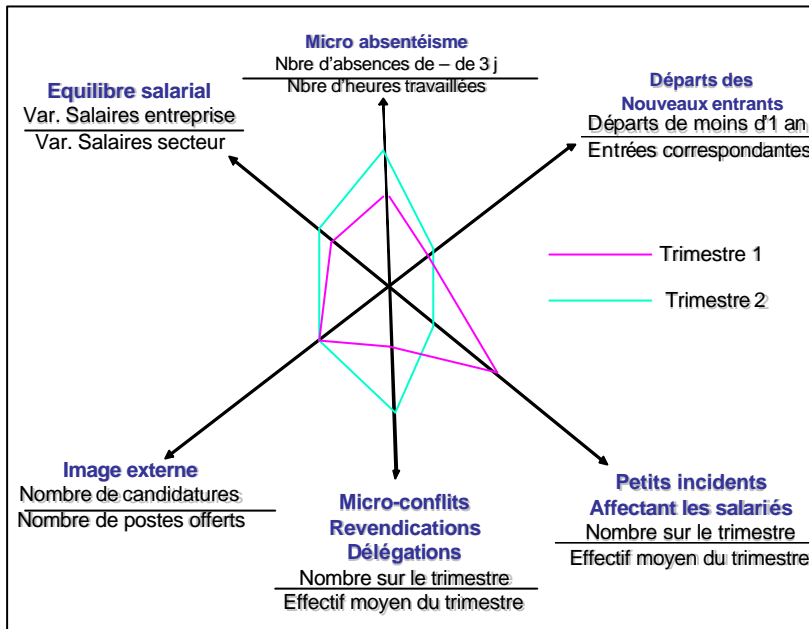 Micro absentéisme
Nbre d'absences de – de 3 j
Nbre d'heures travaillées
Equilibre salarial
Var. Salaires entreprise
Var. Salaires secteur
Départs des
Nouveaux entrants
Départs de moins d'1 an
Entrées correspondantes
Trimestre 1
Trimestre 2
Image externe
Nombre de candidatures
Nombre de postes offerts
Micro-conflits
Revendications
Délégations
Nombre sur le trimestre
Effectif moyen du trimestre
Petits incidents
Affectant les salariés
Nombre sur le trimestre
Effectif moyen du trimestre